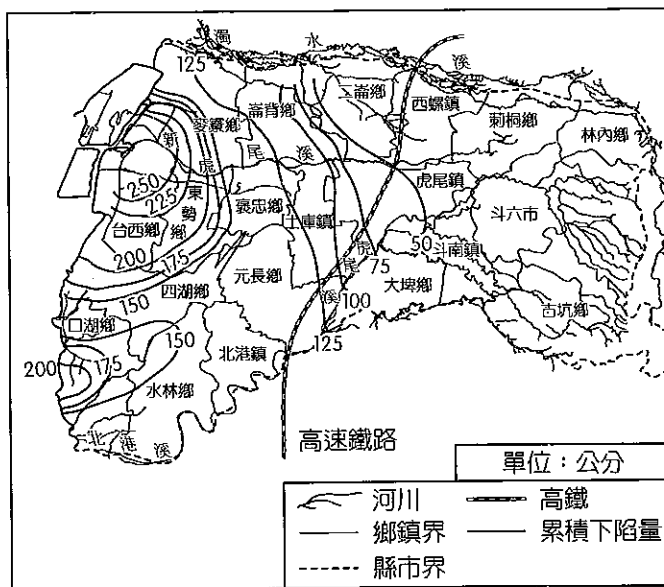 濁 水 溪
125
二崙鄉
西螺鎮
崙背鄉
麥寮鄉
莿桐鄉
林內鄉
新虎尾溪
虎尾鎮
東勢鄉
250
225
褒忠鄉
土庫鎮
斗六市
台西鄉
50
斗南鎮
200
175
虎尾溪
75
元長鄉
大埤鄉
150
四湖鄉
100
古坑鄉
口湖鄉
150
北港鎮
125
200
175
水林鄉
北港溪
高速鐵路
單位：公分
河川
高鐵
鄉鎮界
累積下陷量
縣市界